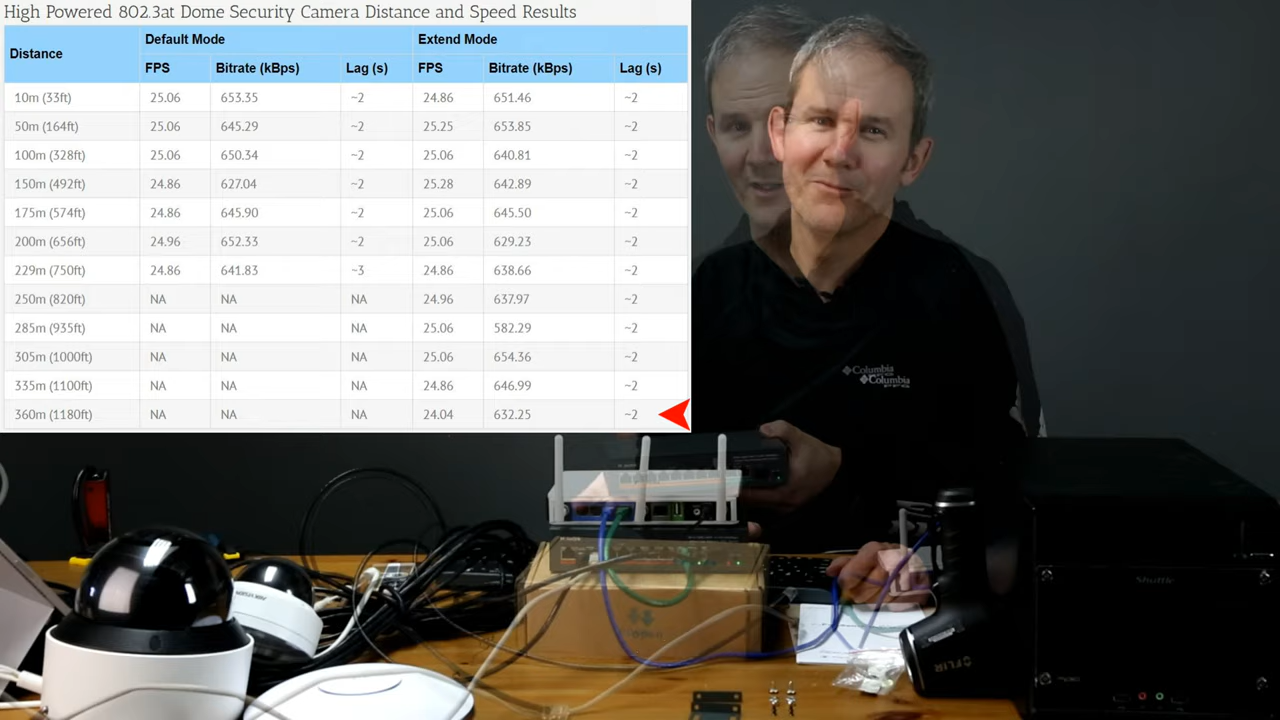 High Powered 802.3at Dome Security Camera Distance and Speed Results
Distance Default Mode Extend Mode
FPS Bitrate (kBps) Lag (s) FPS Bitrate (kBps) Lag (s)
10m (33ft) 25.06 653.35 ~2 24.86 651.46 ~2
50m (164ft) 25.06 645.29 ~2 25.25 653.85 ~2
100m (328ft) 25.06 650.34 ~2 25.06 640.81 ~2
150m (492ft) 24.86 627.04 ~2 25.28 642.89 ~2
175m (574ft) 24.86 645.90 ~2 25.06 645.50 ~2
200m (656ft) 24.96 652.33 ~2 25.06 629.23 ~2
229m (750ft) 24.86 641.83 ~3 24.86 638.66 ~2
250m (820ft) NA NA NA 24.96 637.97 ~2
285m (935ft) NA NA NA 25.06 582.29 ~2
305m (1000ft) NA NA NA 25.06 654.36 ~2
335m (1100ft) NA NA NA 24.86 646.99 ~2
360m (1180ft) NA NA NA 24.04 632.25 ~2
Columbia
Columbia
Shuttle
FLIR